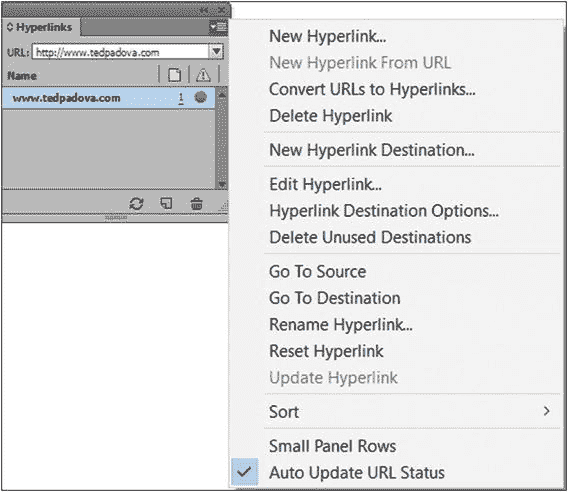 Hyperlinks
URL: http://www.tedpadova.com
Name
www.tedpadova.com 1
New Hyperlink...
New Hyperlink From URL
Convert URLs to Hyperlinks...
Delete Hyperlink
New Hyperlink Destination...
Edit Hyperlink...
Hyperlink Destination Options...
Delete Unused Destinations
Go To Source
Go To Destination
Rename Hyperlink...
Reset Hyperlink
Update Hyperlink
Sort
Small Panel Rows
Auto Update URL Status